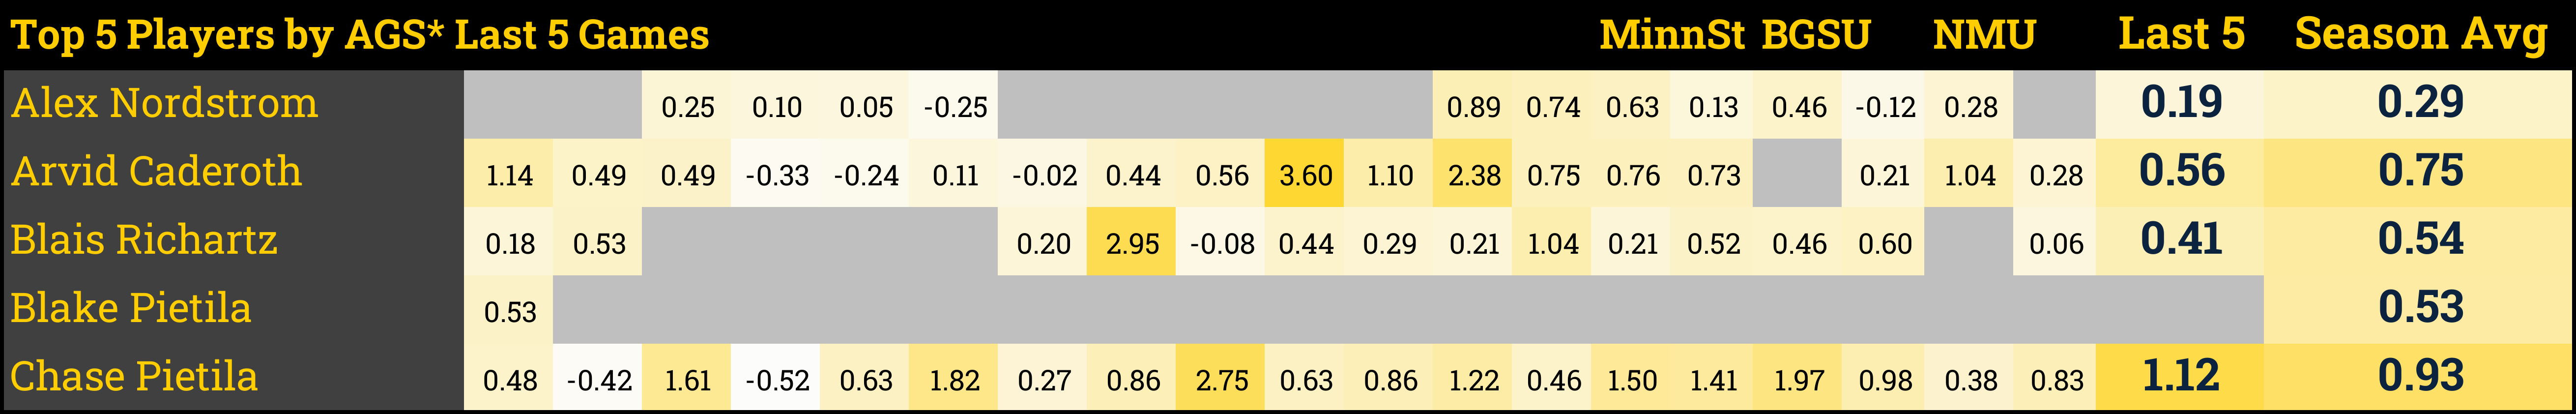 Top 5 Players by AGS* Last 5 Games MinnSt BGSU NMU Last 5 Season Avg
Alex Nordstrom 0.25 0.10 0.05 -0.25 0.89 0.74 0.63 0.13 0.46 -0.12 0.28 0.19 0.29
Arvid Caderoth 1.14 0.49 0.49 -0.33 -0.24 0.11 -0.02 0.44 0.56 3.60 1.10 2.38 0.75 0.76 0.73 0.21 1.04 0.28 0.56 0.75
Blais Richartz 0.18 0.53 0.20 2.95 -0.08 0.44 0.29 0.21 1.04 0.21 0.52 0.46 0.60 0.06 0.41 0.54
Blake Pietila 0.53 0.53
Chase Pietila 0.48 -0.42 1.61 -0.52 0.63 1.82 0.27 0.86 2.75 0.63 0.86 1.22 0.46 1.50 1.41 1.97 0.98 0.38 0.83 1.12 0.93